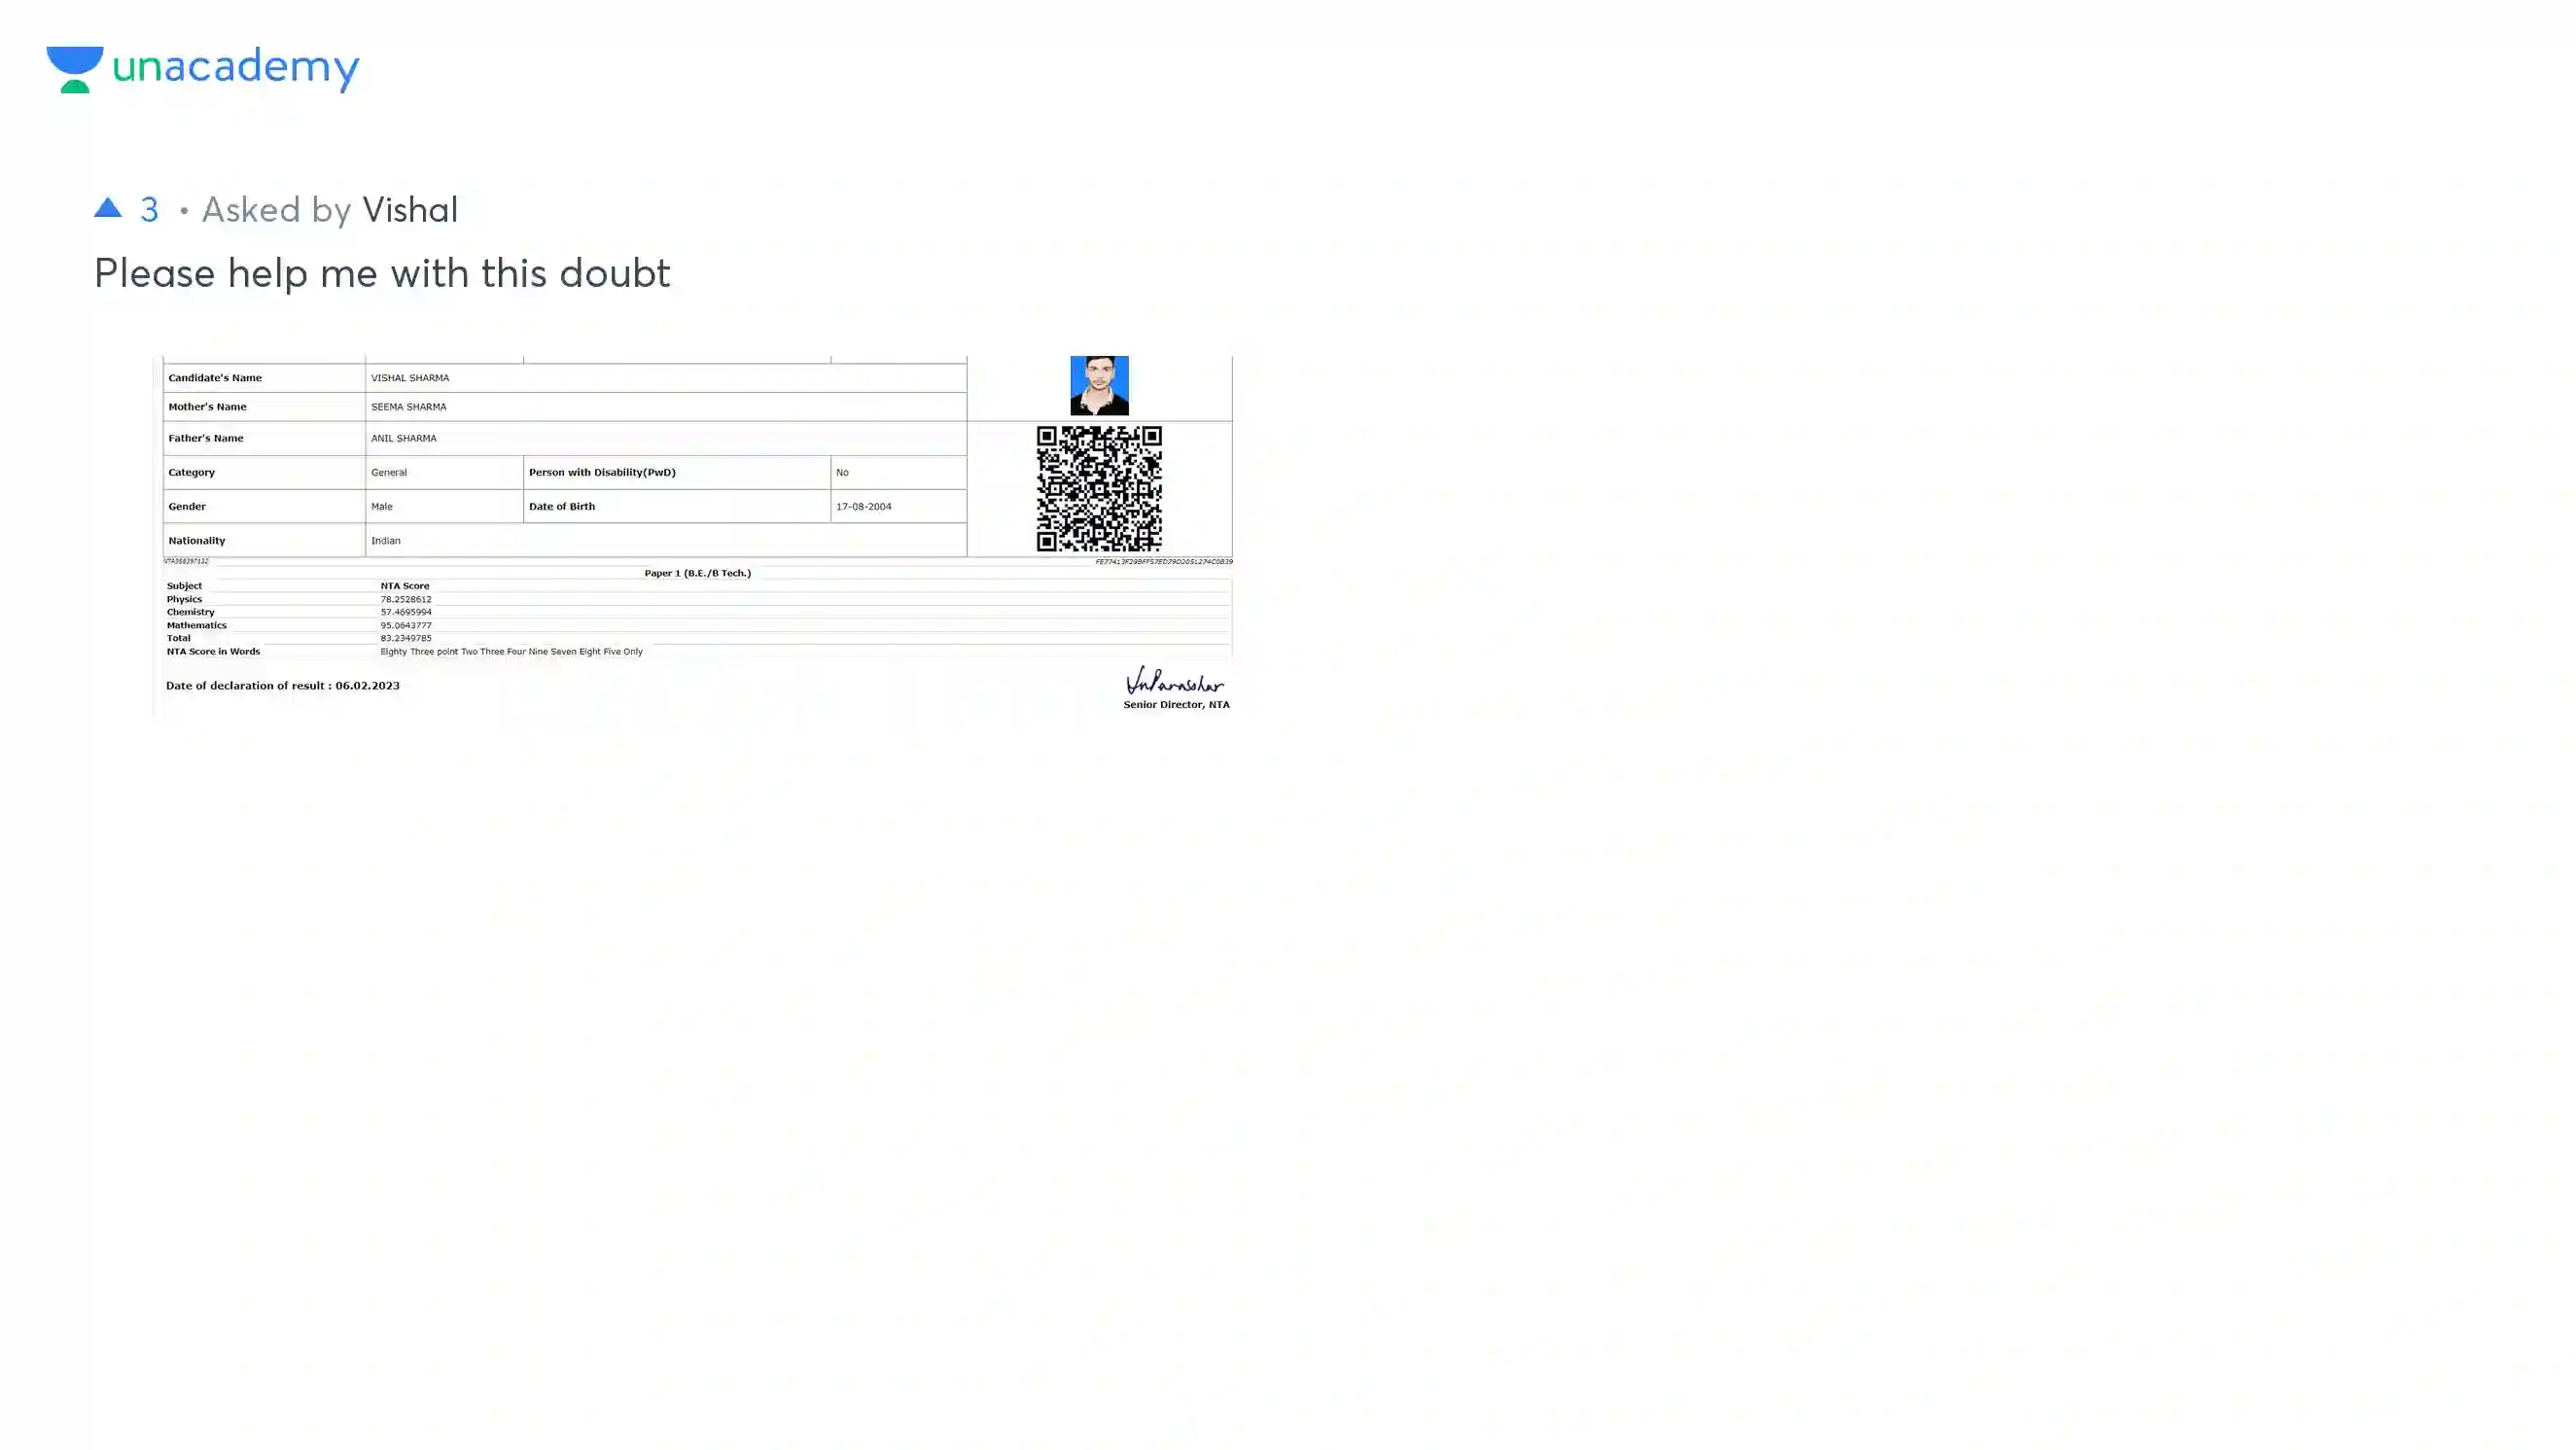 unacademy
3 • Asked by Vishal
Please help me with this doubt
Candidate's Name VISHAL SHARMA
Mother's Name SEEMA SHARMA
Father's Name ANIL SHARMA
Category General Person with Disability(PwD) No
Gender Male Date of Birth 17-08-2004
Nationality Indian
Paper 1 (B.E./B Tech.)
Subject NTA Score
Physics 78.2528612
Chemistry 57.4695994
Mathematics 95.0643777
Total 83.2349785
NTA Score in Words Eighty Three point Two Three Four Nine Seven Eight Five Only
Date of declaration of result : 06.02.2023
Senior Director, NTA